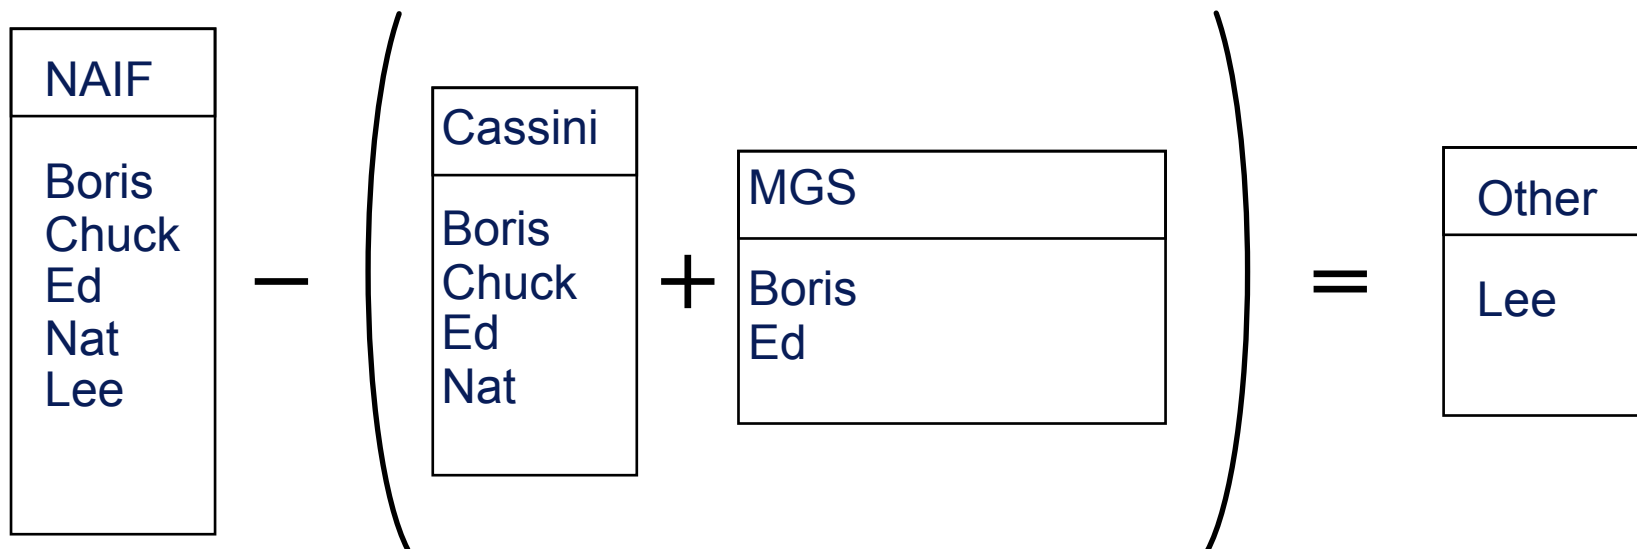 NAIF
Boris
Chuck
Ed
Nat
Lee
−
Cassini
Boris
Chuck
Ed
Nat
+
MGS
Boris
Ed
=
Other
Lee